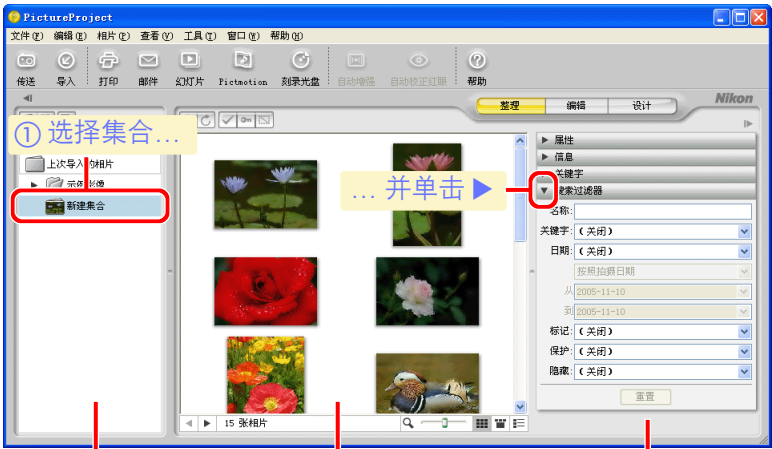 PictureProject
文件(F) 编辑(E) 相片(P) 查看(V) 工具(T) 窗口(W) 帮助(H)
传送 导入 打印 邮件 幻灯片 Pictmotion 刻录光盘 自动增强 自动校正红眼 帮助
整理 编辑 设计
Nikon
① 选择集合...
上次导入的相片
示例影像
新建集合
... 并单击 ▶
属性
信息
关键字
搜索过滤器
名称:
关键字: (关闭)
日期: (关闭)
按照拍摄日期
从 2005-11-10
到 2005-11-10
标记: (关闭)
保护: (关闭)
隐藏: (关闭)
重置
15 张相片